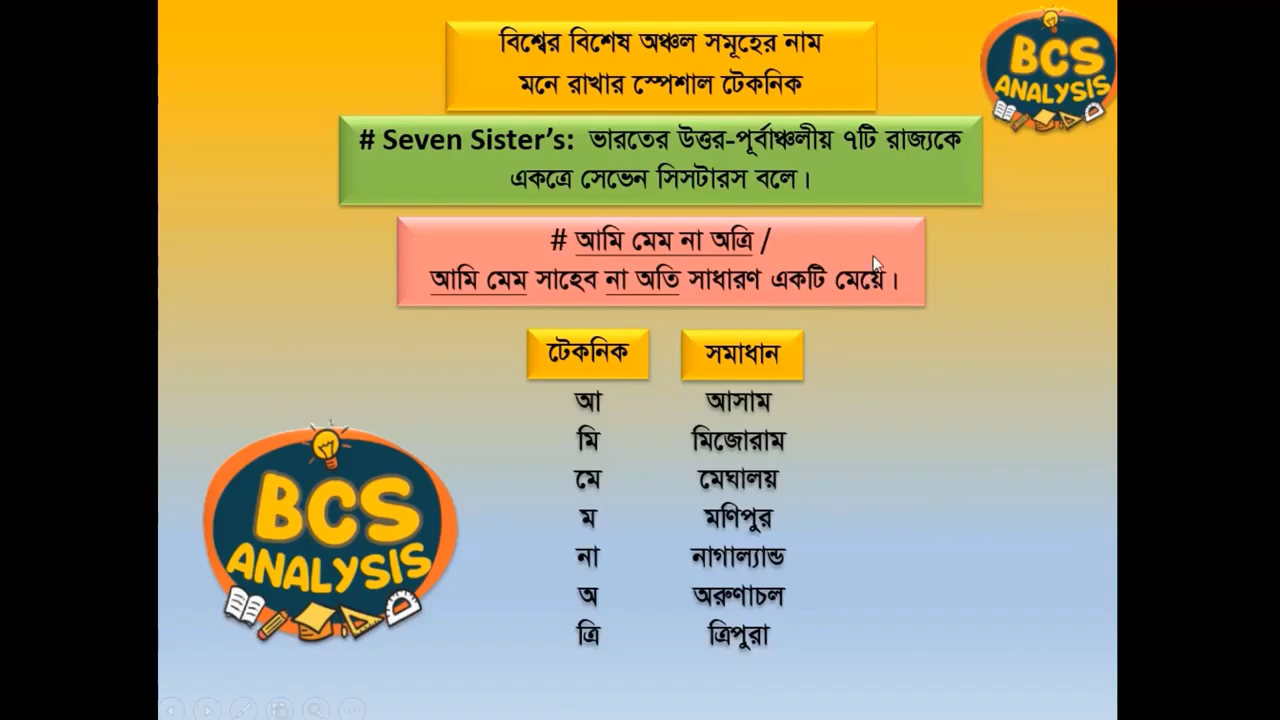 বিশ্বের বিশেষ অঞ্চল সমূহের নাম
মনে রাখার স্পেশাল টেকনিক
BCS
ANALYSIS
# Seven Sister's: ভারতের উত্তর-পূর্বাঞ্চলীয় ৭টি রাজ্যকে
একত্রে সেভেন সিসটারস বলে।
# আমি মেম না অত্রি /
আমি মেম সাহেব না অতি সাধারণ একটি মেয়ে।
টেকনিক সমাধান
আ আসাম
মি মিজোরাম
মে মেঘালয়
ম মণিপুর
না নাগাল্যান্ড
অ অরুণাচল
ত্রি ত্রিপুরা
BCS
ANALYSIS